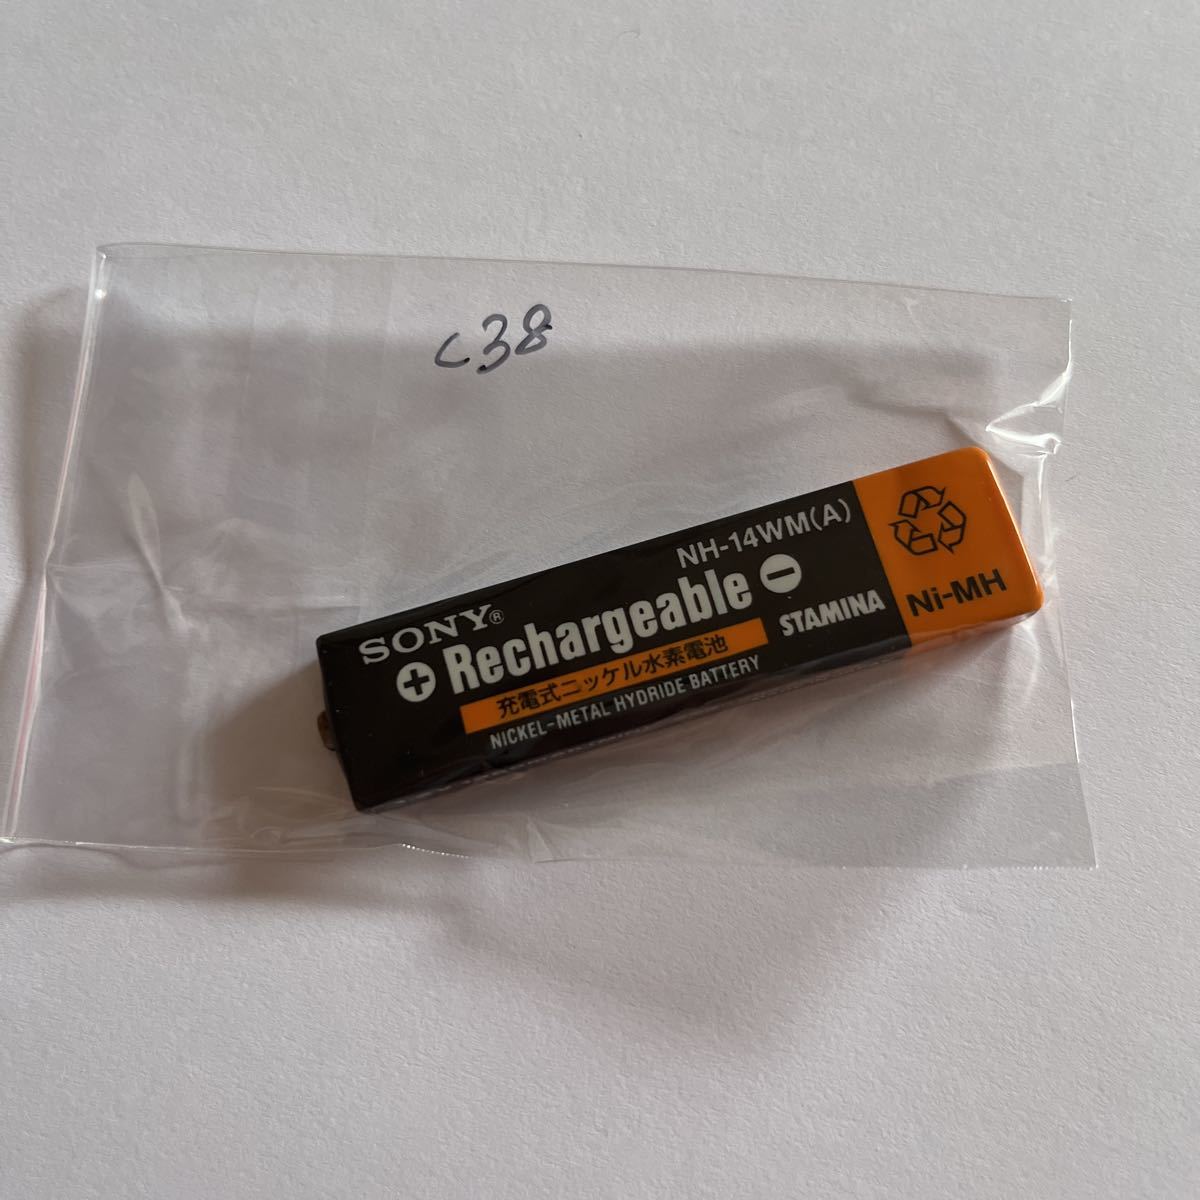 C38
NH-14WM(A)
SONY®
+ Rechargeable −
充電式ニッケル水素電池
STAMINA
NICKEL-METAL HYDRIDE BATTERY
Ni-MH